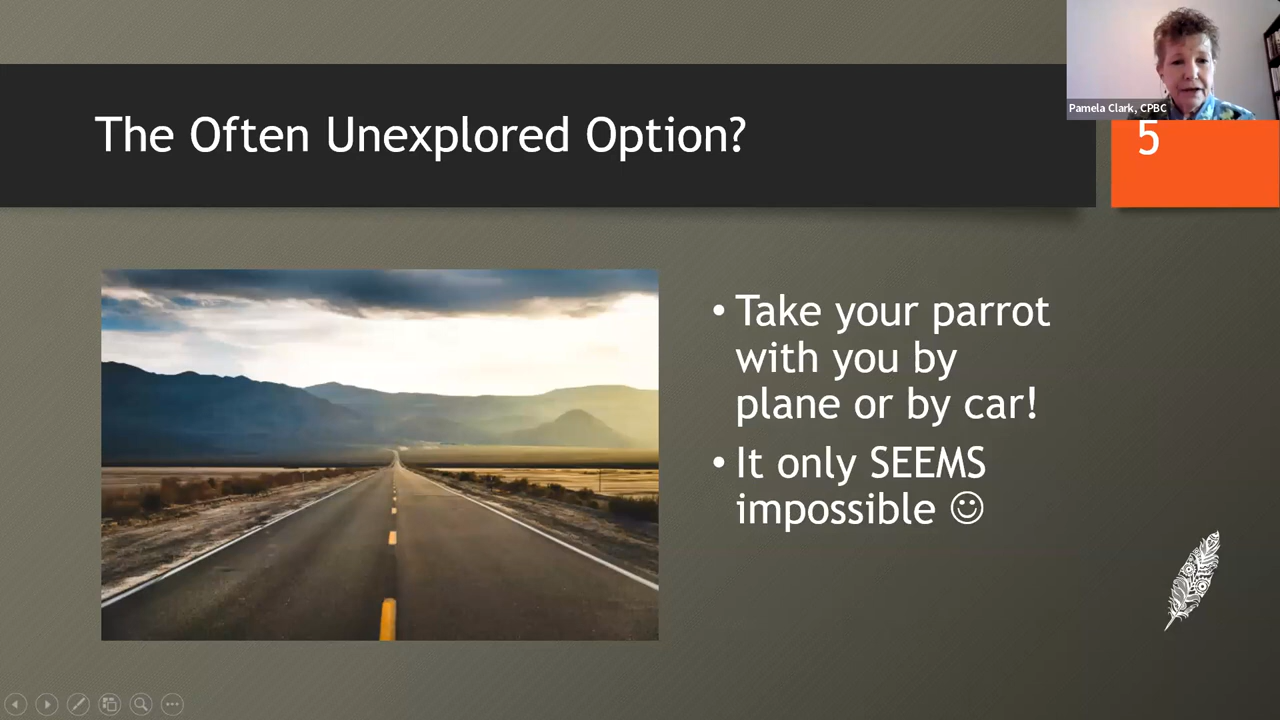 Pamela Clark, CPBC
The Often Unexplored Option?
5
• Take your parrot
with you by
plane or by car!
• It only SEEMS
impossible ☺